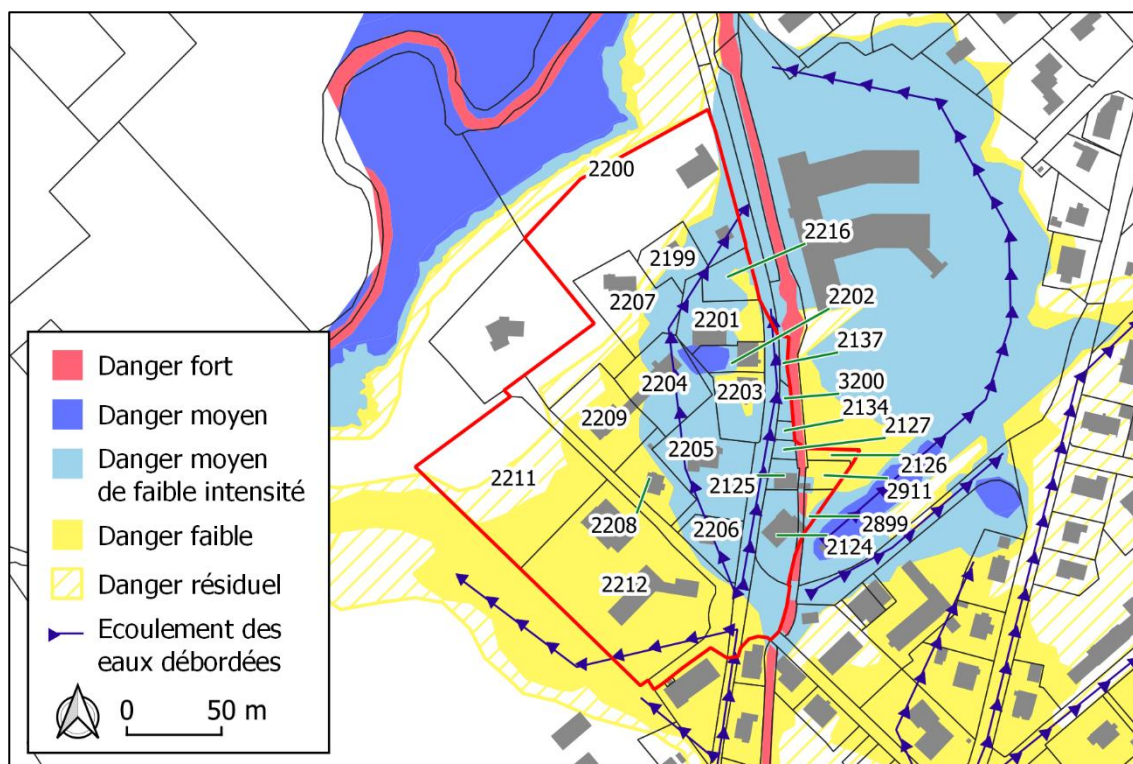 2200
2216
2199
2202
2207
2201
2137
2204
2203
3200
2134
2209
2127
2205
2126
2211
2125
2911
2208
2899
2206
2124
2212
Danger fort
Danger moyen
Danger moyen
de faible intensité
Danger faible
Danger résiduel
Ecoulement des
eaux débordées
0 50 m